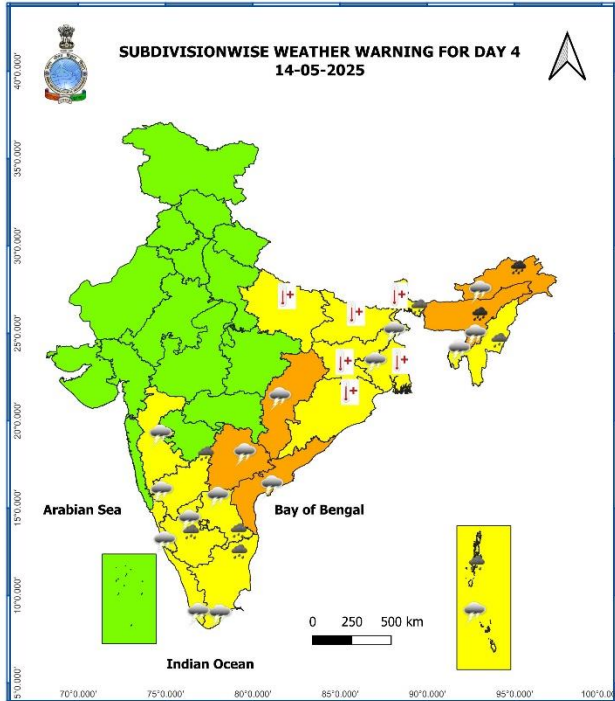 SUBDIVISIONWISE WEATHER WARNING FOR DAY 4
14-05-2025
40°0.000'
35°0.000'
30°0.000'
25°0.000'
20°0.000'
15°0.000'
10°0.000'
5°0.000'
Arabian Sea
Bay of Bengal
0 250 500 km
Indian Ocean
70°0.000' 75°0.000' 80°0.000' 85°0.000' 90°0.000' 95°0.000' 100°0.000'